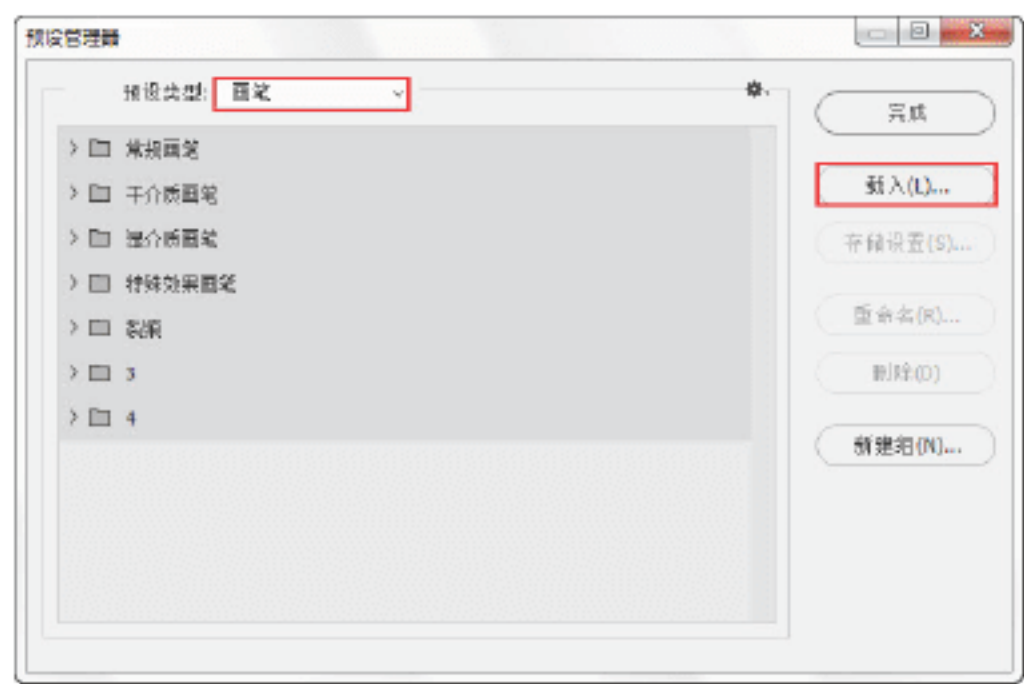 预设管理器
预设类型: 画笔
完成
常规画笔
载入(L)...
干介质画笔
湿介质画笔
存储设置(S)...
特殊效果画笔
重命名(R)...
裂痕
3
删除(D)
4
新建组(N)...